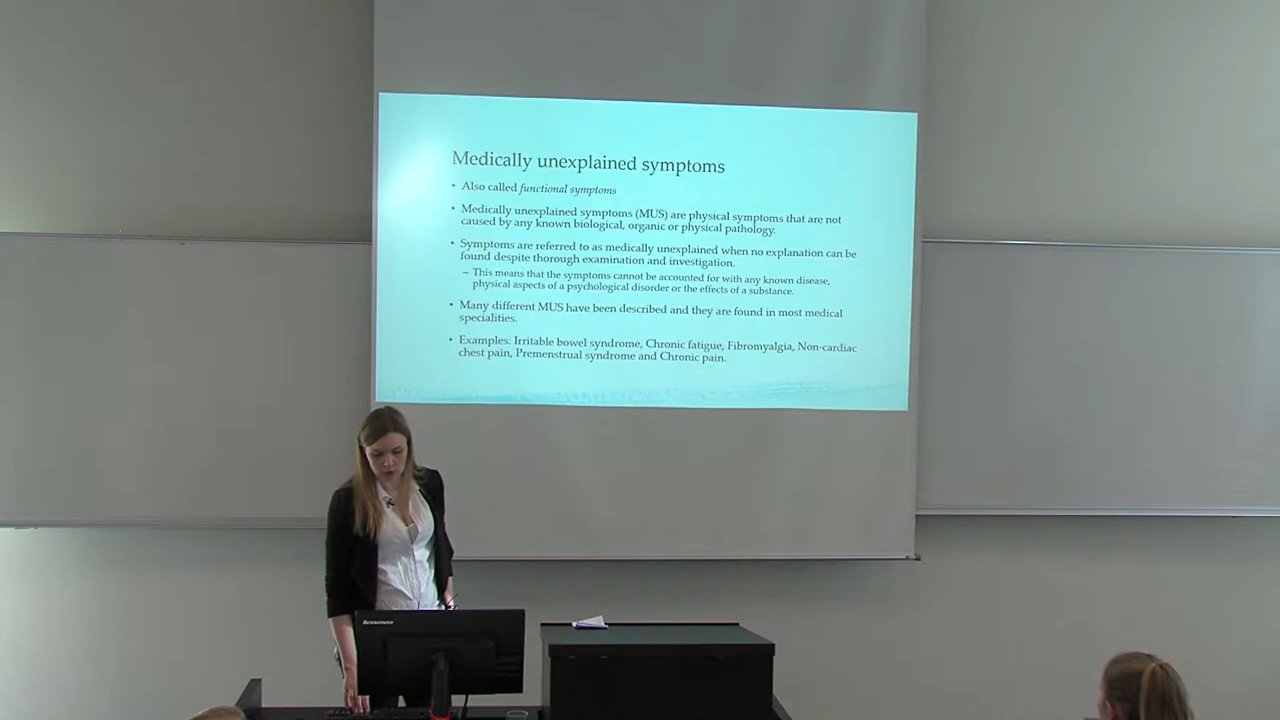 Medically unexplained symptoms
• Also called functional symptoms
• Medically unexplained symptoms (MUS) are physical symptoms that are not
caused by any known biological, organic or physical pathology.
• Symptoms are referred to as medically unexplained when no explanation can be
found despite thorough examination and investigation.
– This means that the symptoms cannot be accounted for with any known disease,
physical aspects of a psychological disorder or the effects of a substance.
• Many different MUS have been described and they are found in most medical
specialities.
• Examples: Irritable bowel syndrome, Chronic fatigue, Fibromyalgia, Non-cardiac
chest pain, Premenstrual syndrome and Chronic pain.
lenovo